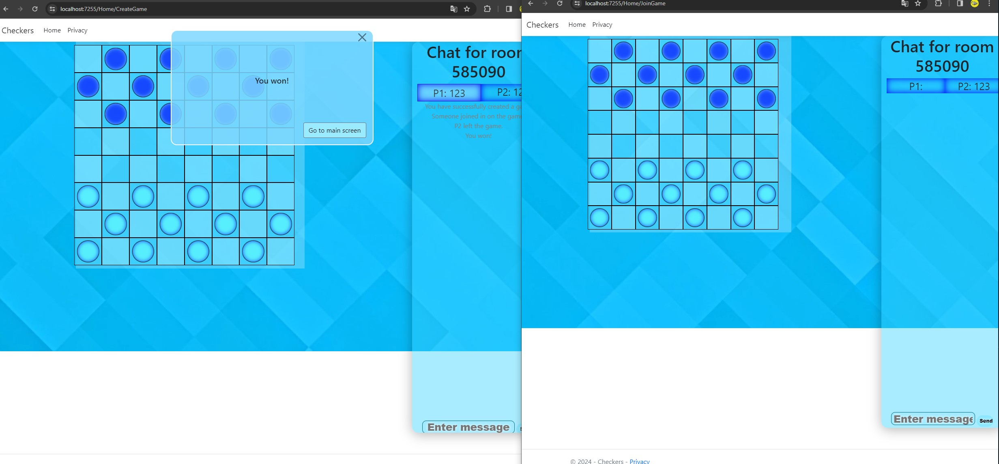 localhost:7255/Home/CreateGame
Checkers Home Privacy
You won!
Go to main screen
Chat for room
585090
P1: 123 P2: 12
You have successfully created a ga
Someone joined in on the game
P2 left the game.
You won!
Enter message
localhost:7255/Home/JoinGame
Checkers Home Privacy
Chat for room
585090
P1: P2: 123
Enter message Send
© 2024 - Checkers - Privacy